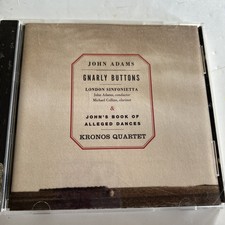 JOHN ADAMS
GNARLY BUTTONS
LONDON SINFONIETTA
John Adams, conductor
Michael Collins, clarinet
&
JOHN'S BOOK OF
ALLEGED DANCES
KRONOS QUARTET